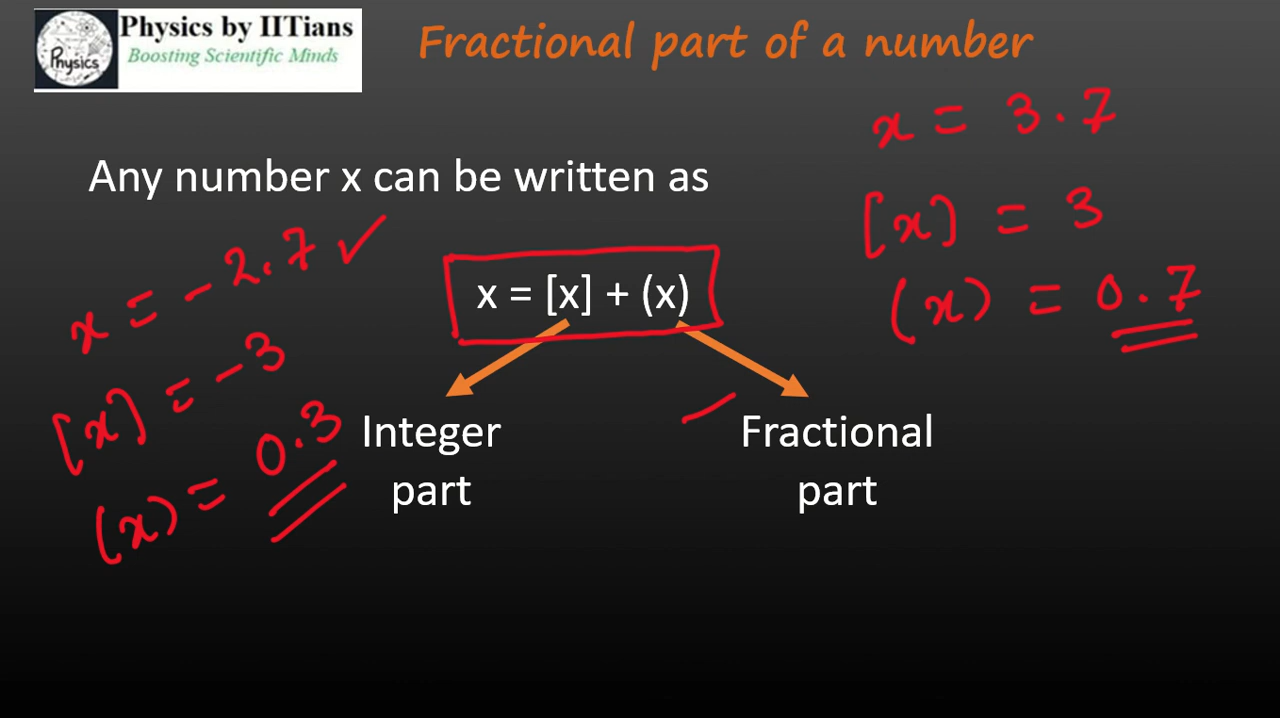 Physics by IITians
Boosting Scientific Minds
Physics
Fractional part of a number
Any number x can be written as
x = [x] + (x)
Integer
part
Fractional
part
x = -2.7 ✓
[x] = -3
(x) = 0.3
x = 3.7
[x] = 3
(x) = 0.7